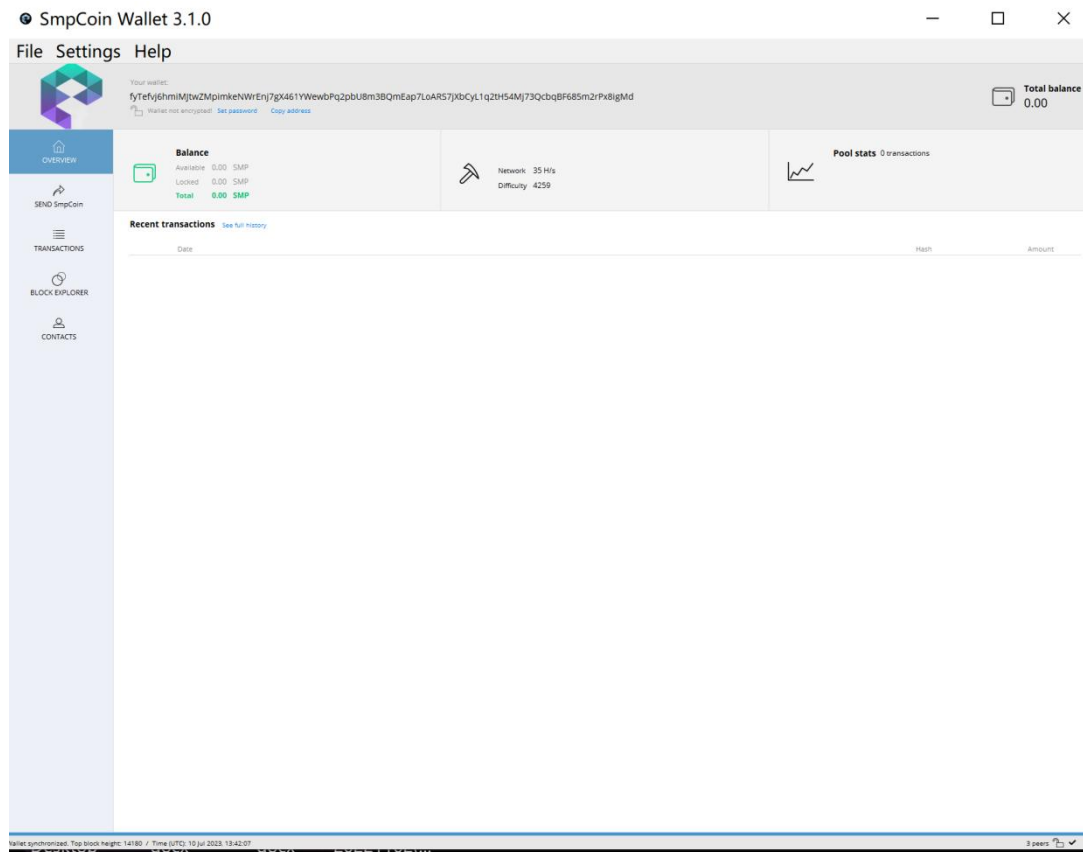 SmpCoin Wallet 3.1.0
File Settings Help
Your wallet:
fyTefvj6hmiMjtwZMpimkeNWrEnj7gX461YWewbPq2pbU8m3BQmEap7LoARS7jXbCyL1q2tH54Mj73QcbqBF685m2rPx8igMd
Wallet not encrypted! Set password Copy address
Total balance
0.00
OVERVIEW
SEND SmpCoin
TRANSACTIONS
BLOCK EXPLORER
CONTACTS
Balance
Available 0.00 SMP
Locked 0.00 SMP
Total 0.00 SMP
Network 35 H/s
Difficulty 4259
Pool stats 0 transactions
Recent transactions See full history
Date Hash Amount
Wallet synchronized. Top block height: 14180 / Time (UTC): 10 jul 2023, 13:42:07
3 peers